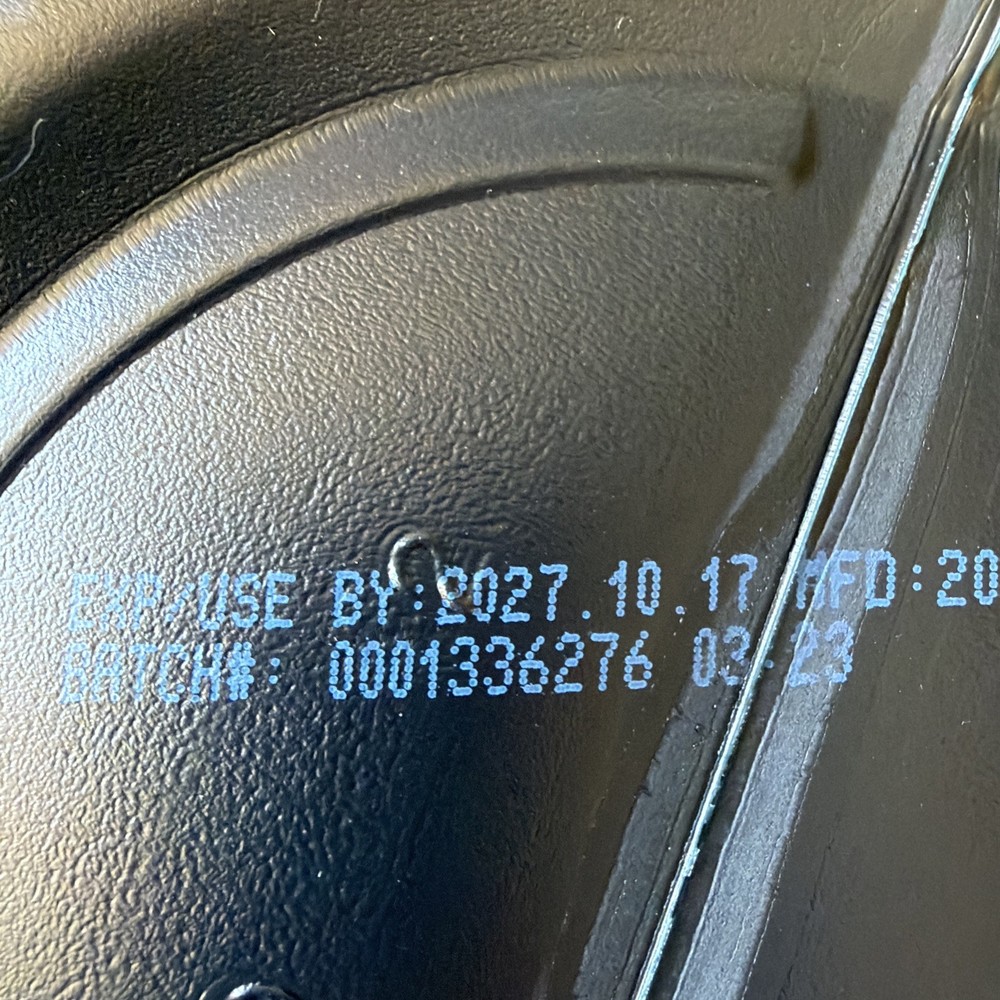 EXP/USE BY:2027.10.17 MFD:20
BATCH#: 0001336276 03:23